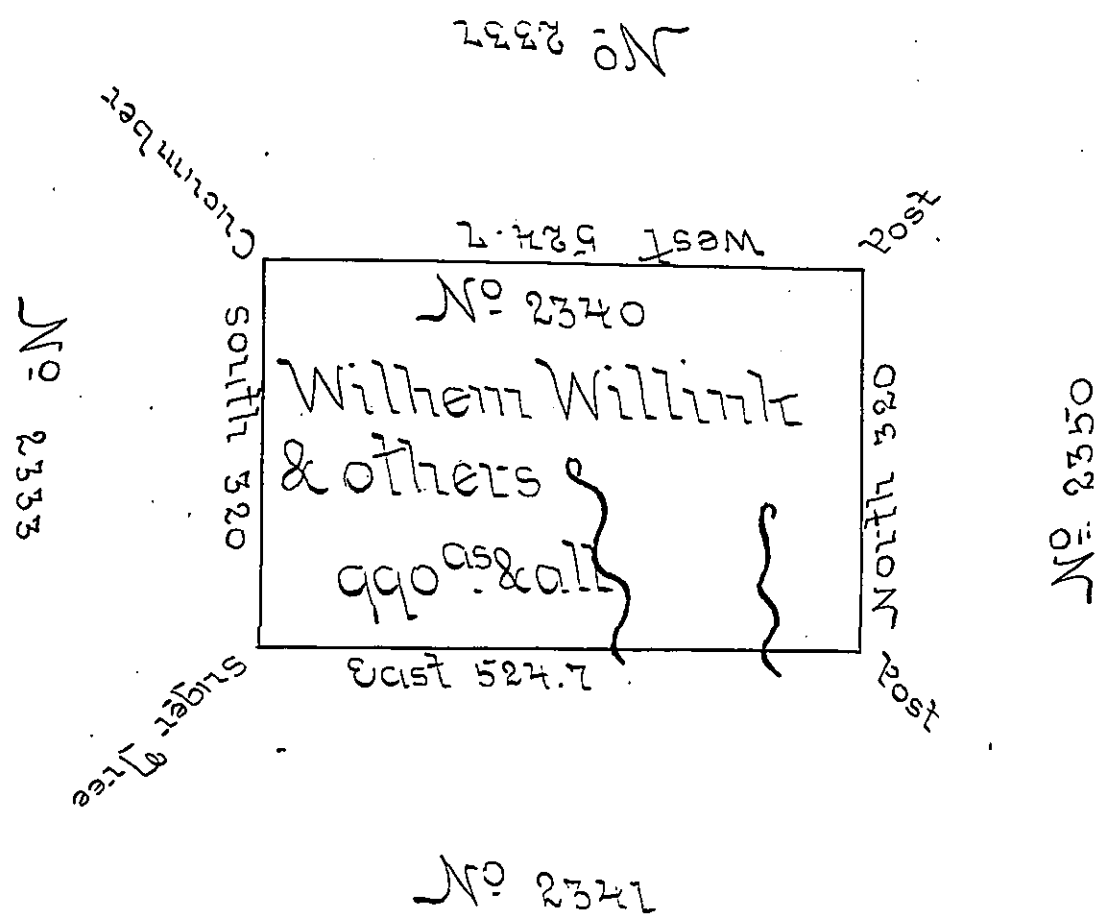 Nº 2337
Cucumber
Post
West 524.7
Nº 2333
South 320
Nº 2340
Wilhem Willink
& others
990 as & all
North 320
Nº 2350
East 524.7
Suger Tree
Post
Nº 2341